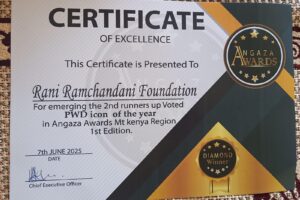 CERTIFICATE
OF EXCELLENCE
This Certificate is Presented To
Rani Ramchandani Foundation
For emerging the 2nd runners up Voted
PWD icon of the year
in Angaza Awards Mt kenya Region
1st Edition.
7th JUNE 2025
DATE
Chief Executive Officer
ANGAZA
AWARDS
DIAMOND
Winner